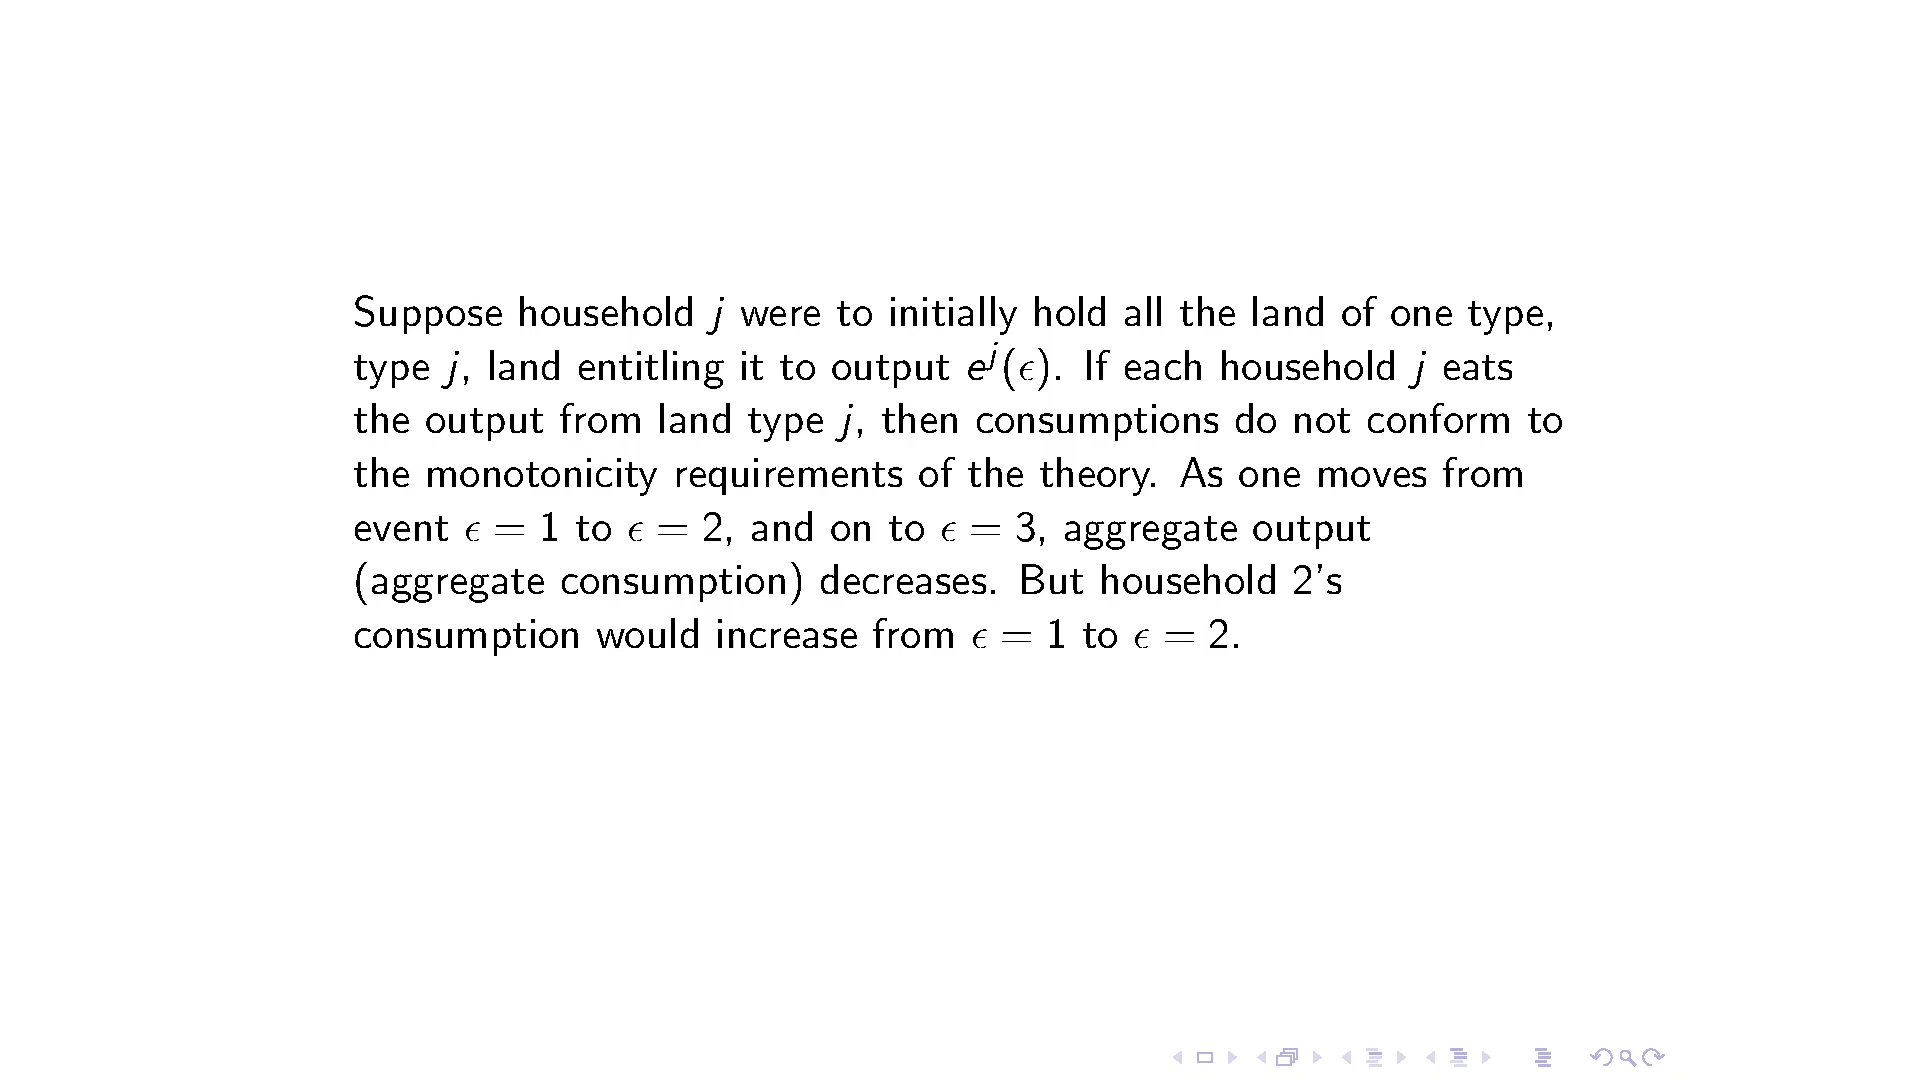 Suppose household j were to initially hold all the land of one type,
type j, land entitling it to output eʲ(ϵ). If each household j eats
the output from land type j, then consumptions do not conform to
the monotonicity requirements of the theory. As one moves from
event ϵ = 1 to ϵ = 2, and on to ϵ = 3, aggregate output
(aggregate consumption) decreases. But household 2's
consumption would increase from ϵ = 1 to ϵ = 2.